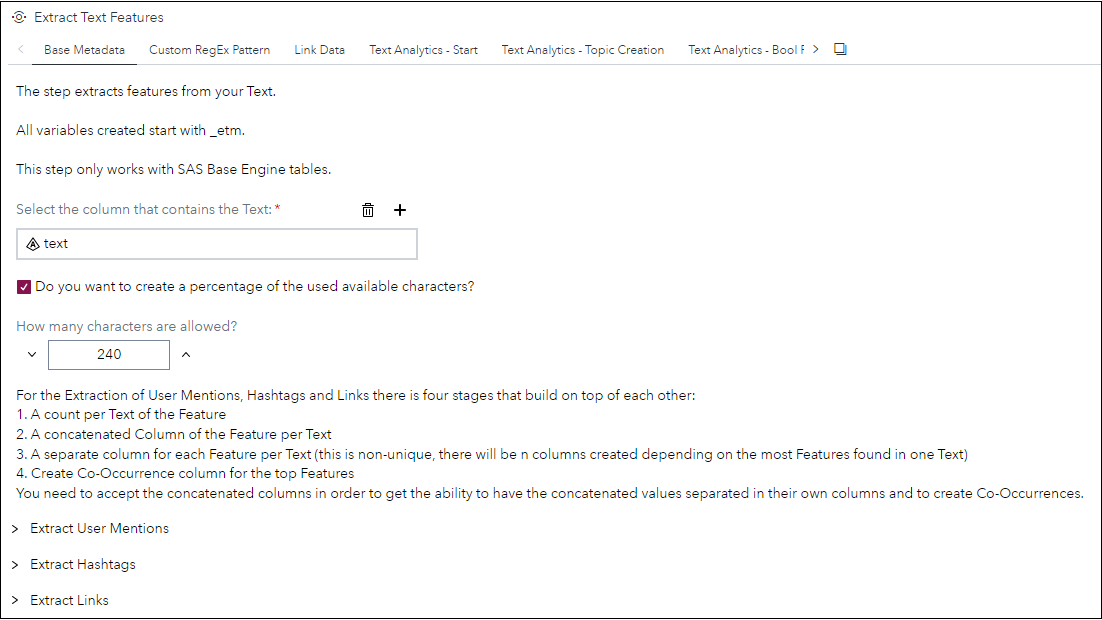 Extract Text Features
Base Metadata Custom RegEx Pattern Link Data Text Analytics - Start Text Analytics - Topic Creation Text Analytics - Bool
The step extracts features from your Text.
All variables created start with _etm.
This step only works with SAS Base Engine tables.
Select the column that contains the Text: *
text
Do you want to create a percentage of the used available characters?
How many characters are allowed?
240
For the Extraction of User Mentions, Hashtags and Links there is four stages that build on top of each other:
1. A count per Text of the Feature
2. A concatenated Column of the Feature per Text
3. A separate column for each Feature per Text (this is non-unique, there will be n columns created depending on the most Features found in one Text)
4. Create Co-Occurrence column for the top Features
You need to accept the concatenated columns in order to get the ability to have the concatenated values separated in their own columns and to create Co-Occurrences.
Extract User Mentions
Extract Hashtags
Extract Links